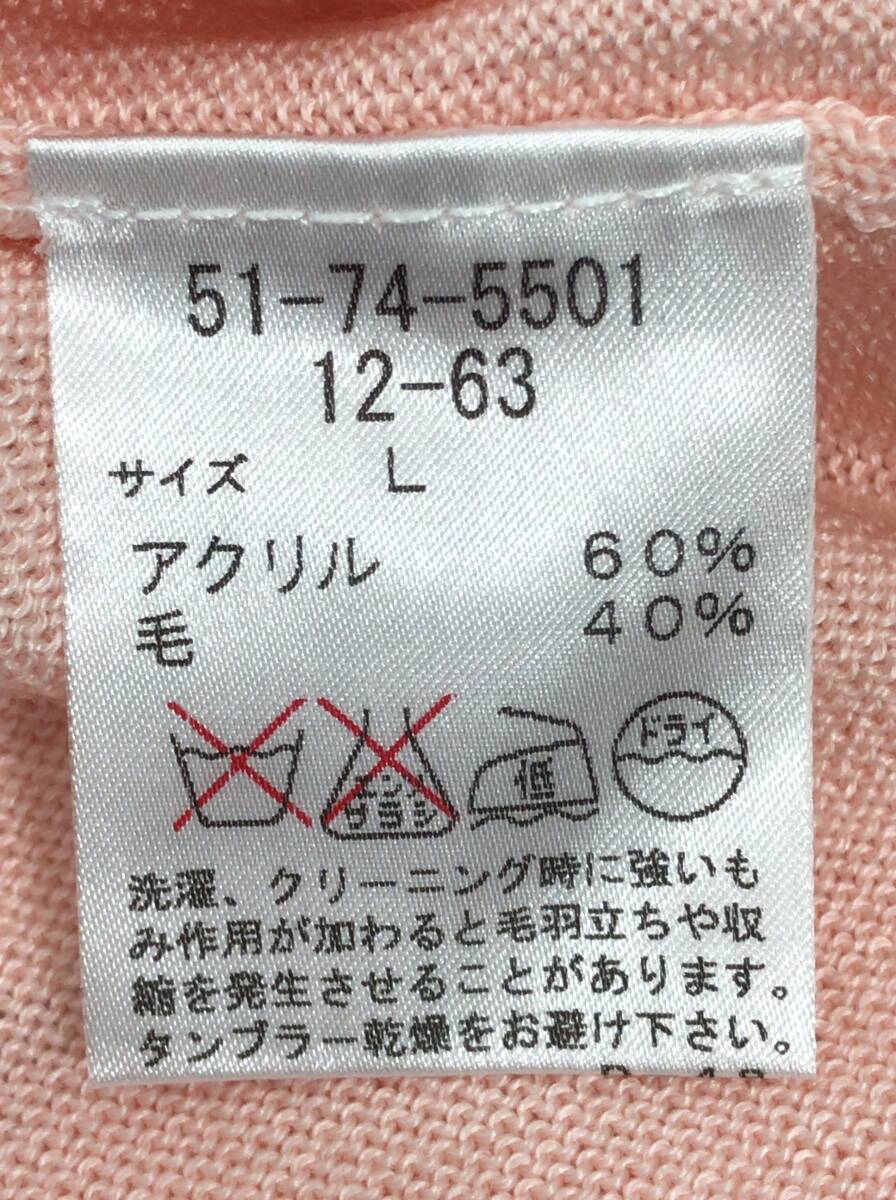 51-74-5501
12-63
サイズ L
アクリル 60%
毛 40%
エンソ
サラシ
低
ドライ
洗濯、クリーニング時に強いも
み作用が加わると毛羽立ちや収
縮を発生させることがあります。
タンブラー乾燥をお避け下さい。